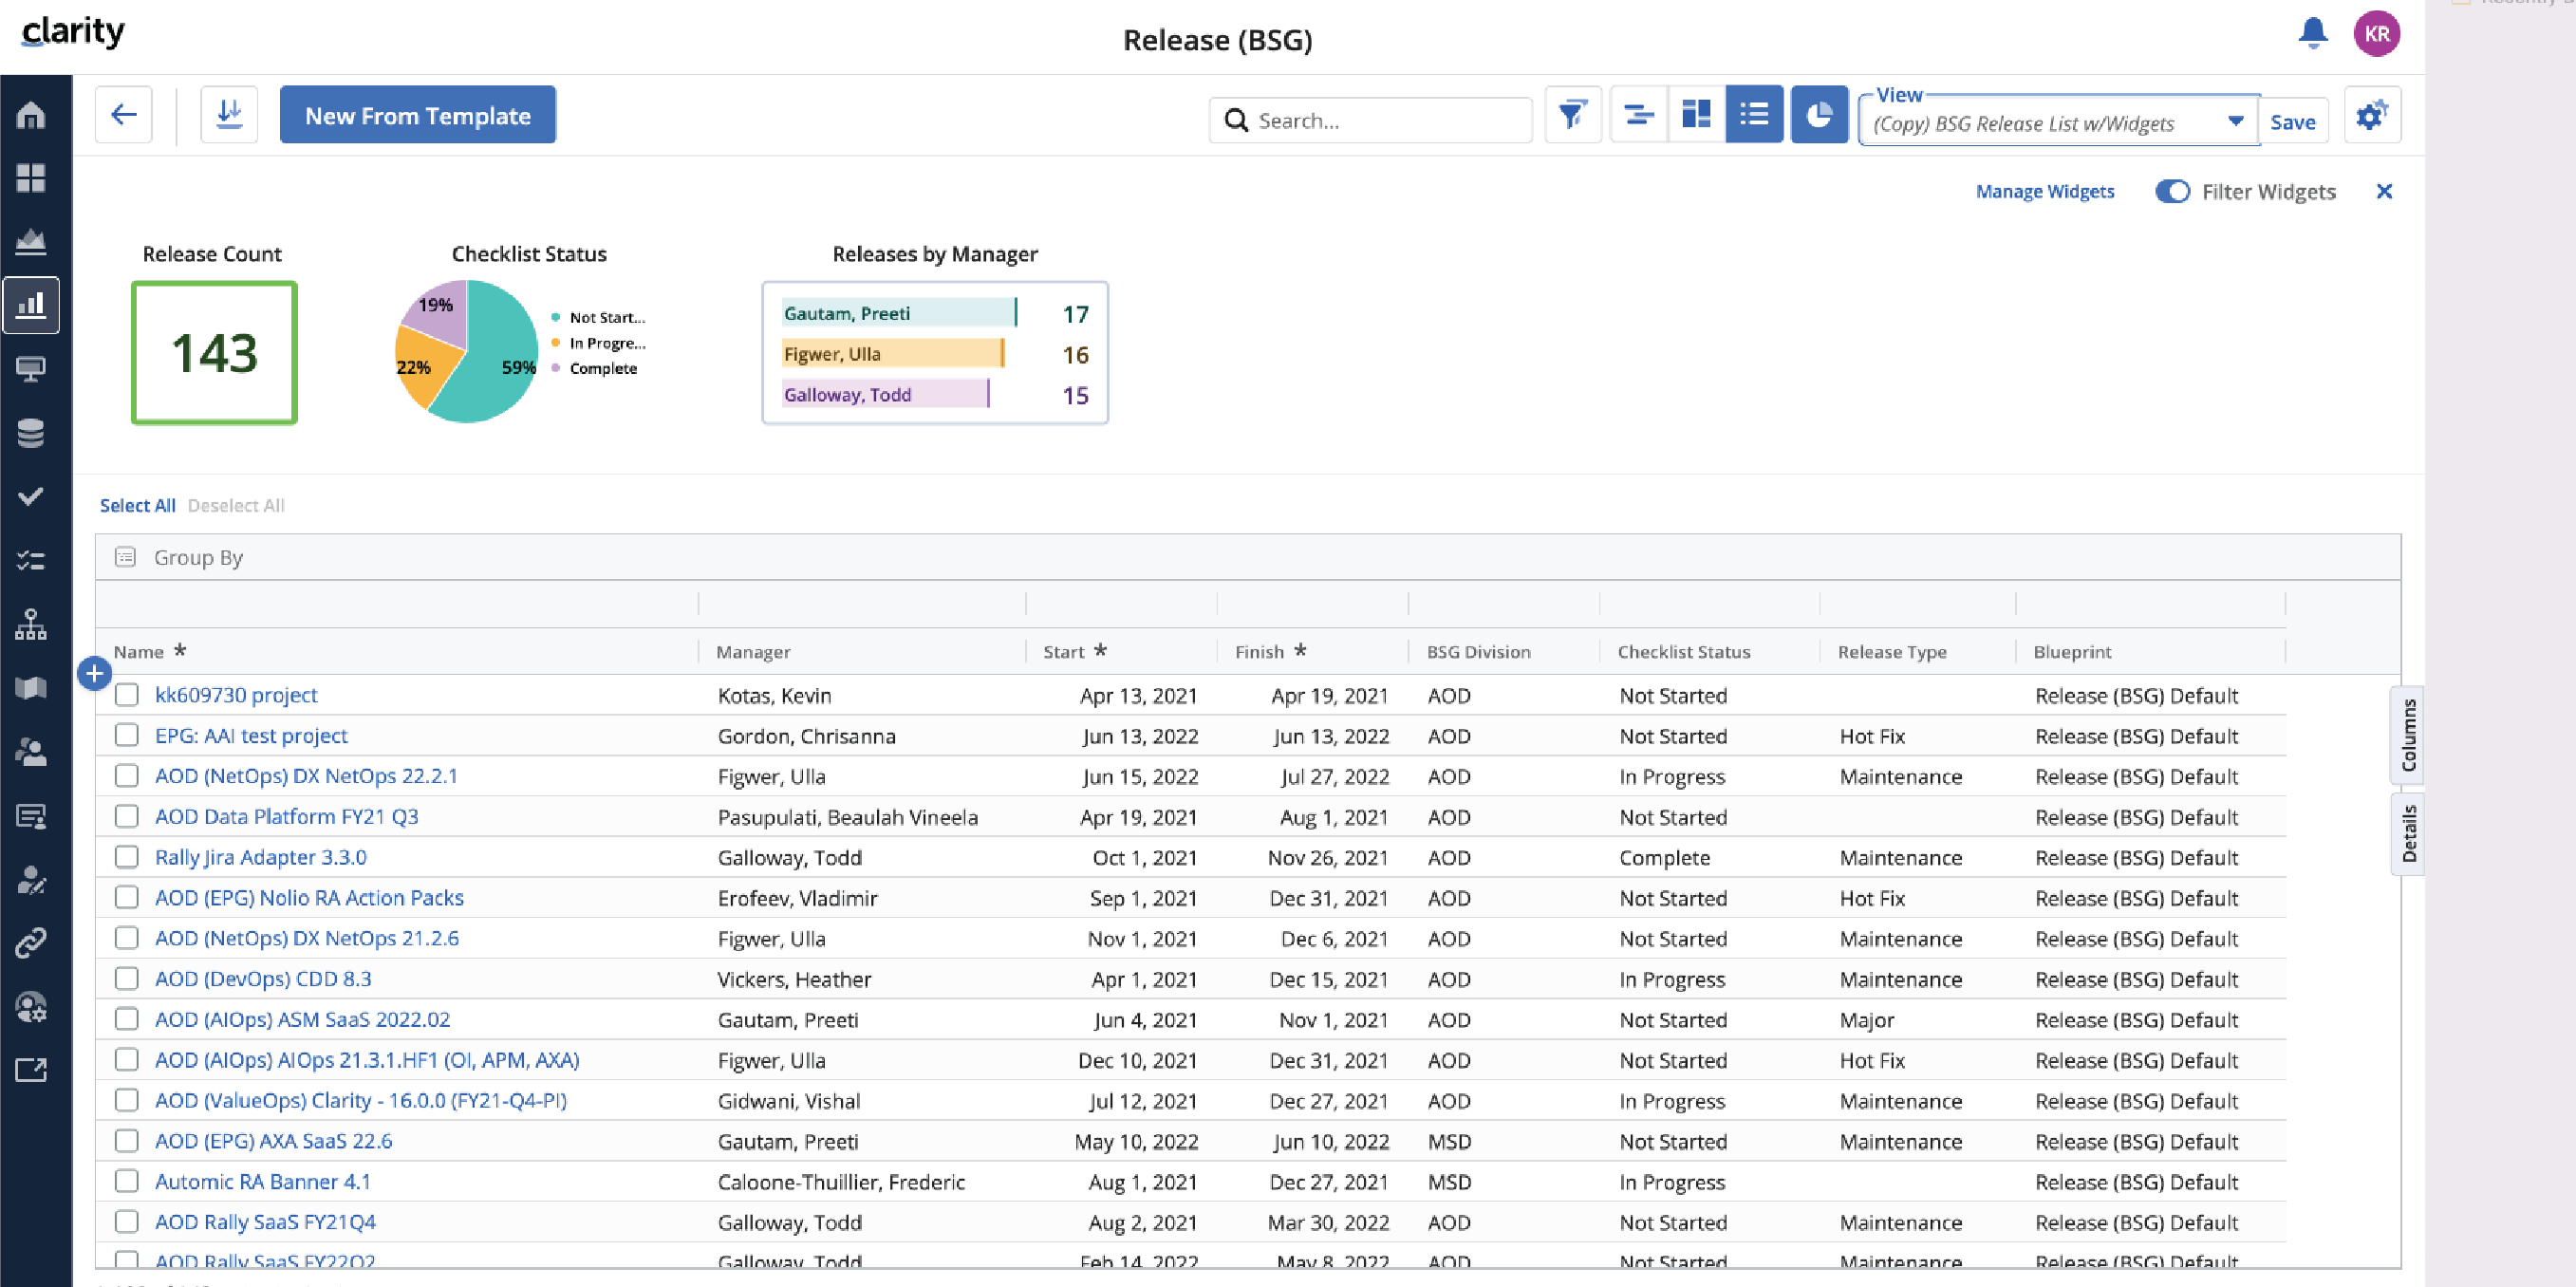 clarity
Release (BSG)
KR
New From Template
Search...
View
(Copy) BSG Release List w/Widgets
Save
Manage Widgets
Filter Widgets
Release Count
143
Checklist Status
19%
22%
59%
Not Start...
In Progre...
Complete
Releases by Manager
Gautam, Preeti 17
Figwer, Ulla 16
Galloway, Todd 15
Select All Deselect All
Group By
Name * Manager Start * Finish * BSG Division Checklist Status Release Type Blueprint
kk609730 project Kotas, Kevin Apr 13, 2021 Apr 19, 2021 AOD Not Started Release (BSG) Default
EPG: AAI test project Gordon, Chrisanna Jun 13, 2022 Jun 13, 2022 AOD Not Started Hot Fix Release (BSG) Default
AOD (NetOps) DX NetOps 22.2.1 Figwer, Ulla Jun 15, 2022 Jul 27, 2022 AOD In Progress Maintenance Release (BSG) Default
AOD Data Platform FY21 Q3 Pasupulati, Beaulah Vineela Apr 19, 2021 Aug 1, 2021 AOD Not Started Release (BSG) Default
Rally Jira Adapter 3.3.0 Galloway, Todd Oct 1, 2021 Nov 26, 2021 AOD Complete Maintenance Release (BSG) Default
AOD (EPG) Nolio RA Action Packs Erofeev, Vladimir Sep 1, 2021 Dec 31, 2021 AOD Not Started Hot Fix Release (BSG) Default
AOD (NetOps) DX NetOps 21.2.6 Figwer, Ulla Nov 1, 2021 Dec 6, 2021 AOD Not Started Maintenance Release (BSG) Default
AOD (DevOps) CDD 8.3 Vickers, Heather Apr 1, 2021 Dec 15, 2021 AOD In Progress Maintenance Release (BSG) Default
AOD (AIOps) ASM SaaS 2022.02 Gautam, Preeti Jun 4, 2021 Nov 1, 2021 AOD Not Started Major Release (BSG) Default
AOD (AIOps) AIOps 21.3.1.HF1 (OI, APM, AXA) Figwer, Ulla Dec 10, 2021 Dec 31, 2021 AOD Not Started Hot Fix Release (BSG) Default
AOD (ValueOps) Clarity - 16.0.0 (FY21-Q4-PI) Gidwani, Vishal Jul 12, 2021 Dec 27, 2021 AOD In Progress Maintenance Release (BSG) Default
AOD (EPG) AXA SaaS 22.6 Gautam, Preeti May 10, 2022 Jun 10, 2022 MSD Not Started Maintenance Release (BSG) Default
Automic RA Banner 4.1 Caloone-Thuillier, Frederic Aug 1, 2021 Dec 27, 2021 MSD In Progress Release (BSG) Default
AOD Rally SaaS FY21Q4 Galloway, Todd Aug 2, 2021 Mar 30, 2022 AOD Not Started Maintenance Release (BSG) Default
AOD Rally SaaS FY22Q2 Galloway, Todd Feb 14, 2022 May 8, 2022 AOD Not Started Maintenance Release (BSG) Default
Columns
Details